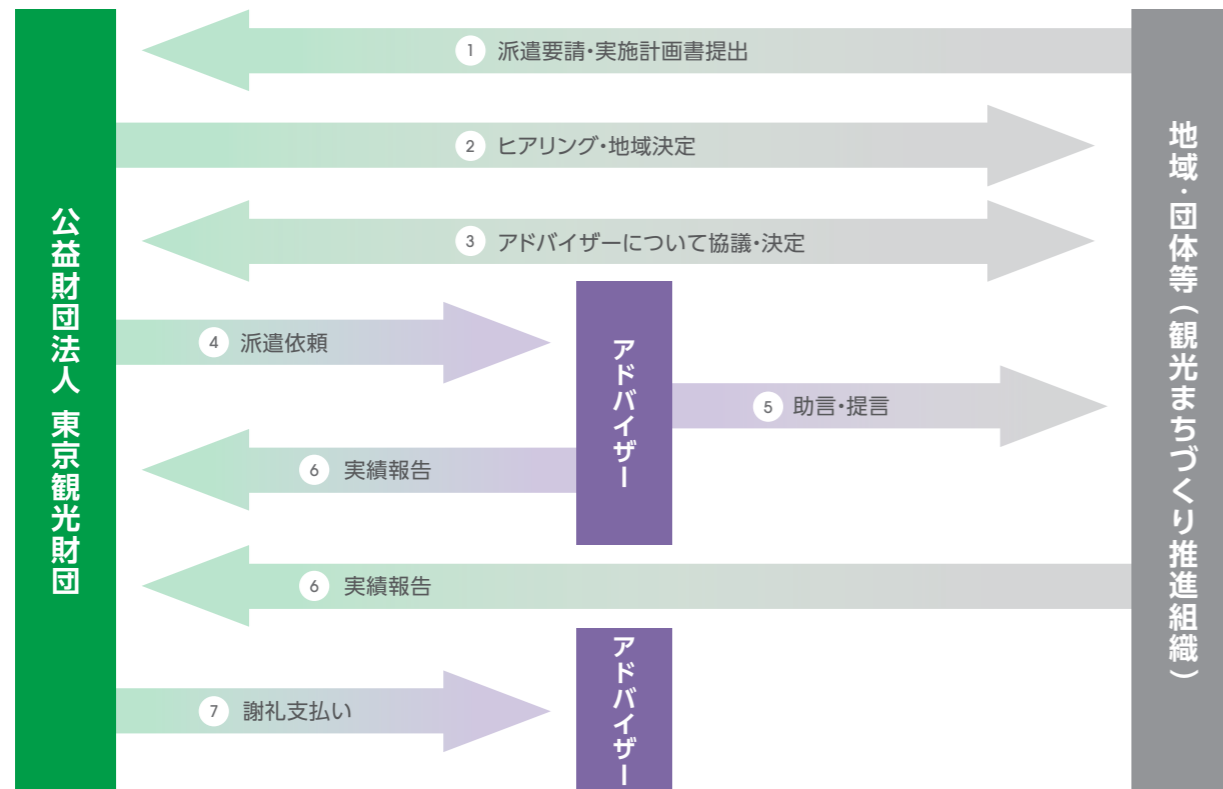 公益財団法人 東京観光財団
① 派遣要請・実施計画書提出
② ヒアリング・地域決定
③ アドバイザーについて協議・決定
④ 派遣依頼
アドバイザー
⑤ 助言・提言
⑥ 実績報告
⑥ 実績報告
⑦ 謝礼支払い
アドバイザー
地域・団体等（観光まちづくり推進組織）